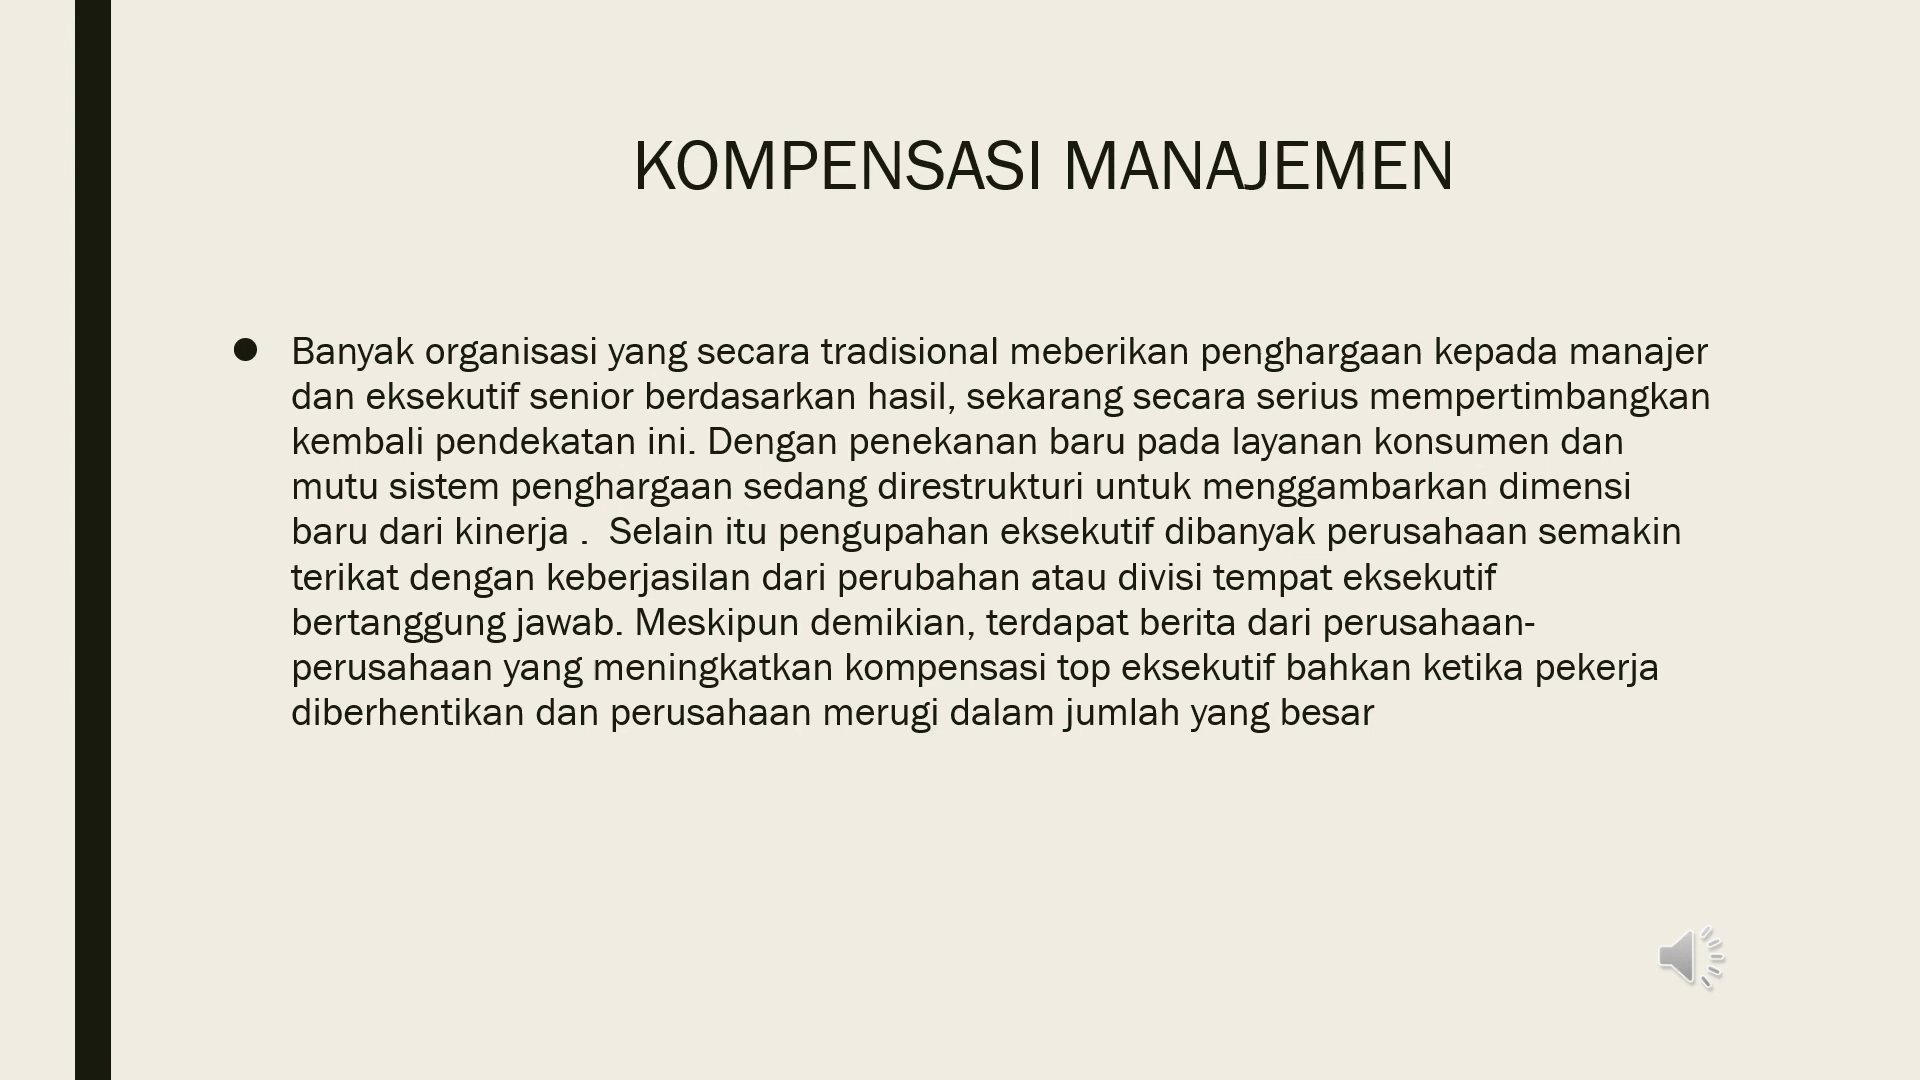 KOMPENSASI MANAJEMEN
● Banyak organisasi yang secara tradisional meberikan penghargaan kepada manajer
dan eksekutif senior berdasarkan hasil, sekarang secara serius mempertimbangkan
kembali pendekatan ini. Dengan penekanan baru pada layanan konsumen dan
mutu sistem penghargaan sedang direstrukturi untuk menggambarkan dimensi
baru dari kinerja .  Selain itu pengupahan eksekutif dibanyak perusahaan semakin
terikat dengan keberjasilan dari perubahan atau divisi tempat eksekutif
bertanggung jawab. Meskipun demikian, terdapat berita dari perusahaan-
perusahaan yang meningkatkan kompensasi top eksekutif bahkan ketika pekerja
diberhentikan dan perusahaan merugi dalam jumlah yang besar